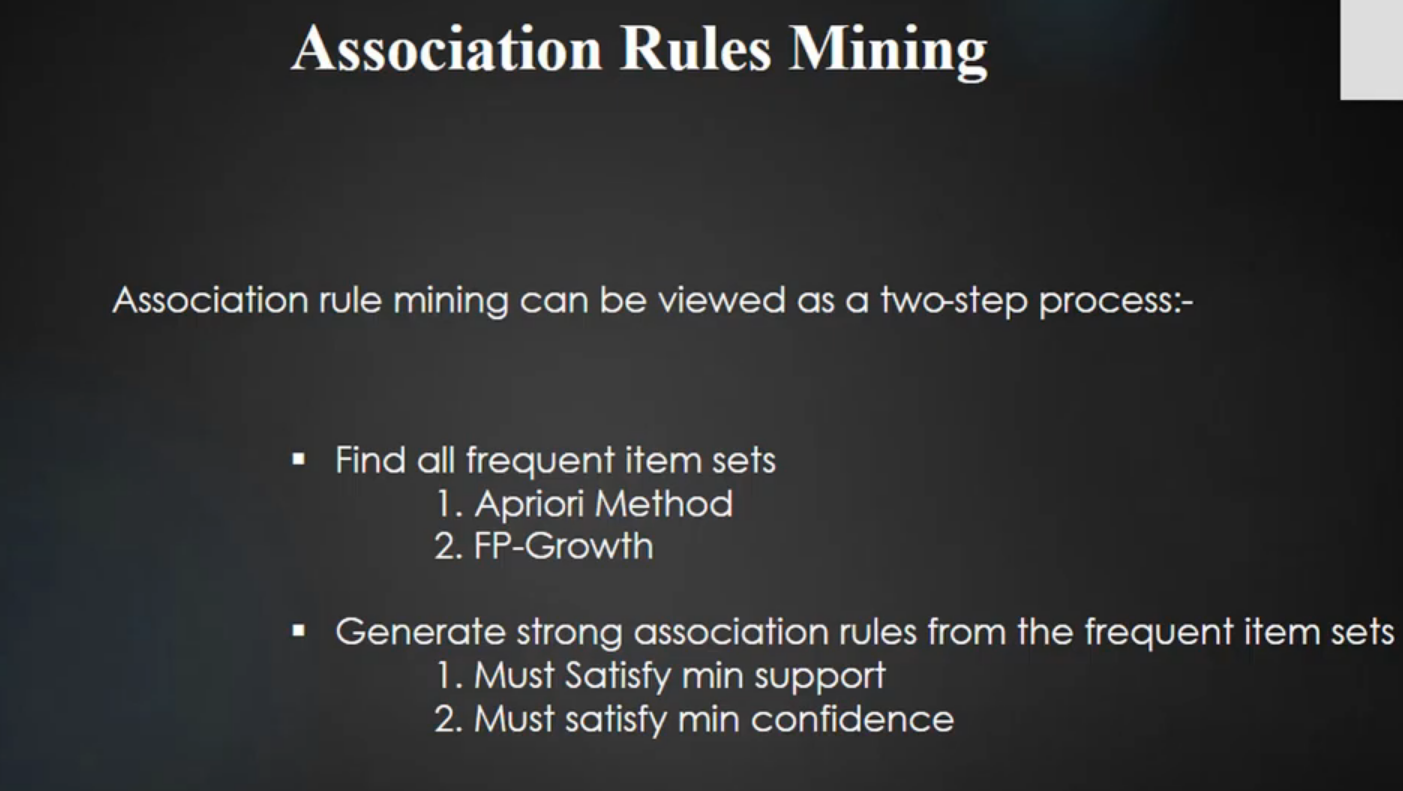 Association Rules Mining
Association rule mining can be viewed as a two-step process:-
▪ Find all frequent item sets
1. Apriori Method
2. FP-Growth
▪ Generate strong association rules from the frequent item sets
1. Must Satisfy min support
2. Must satisfy min confidence